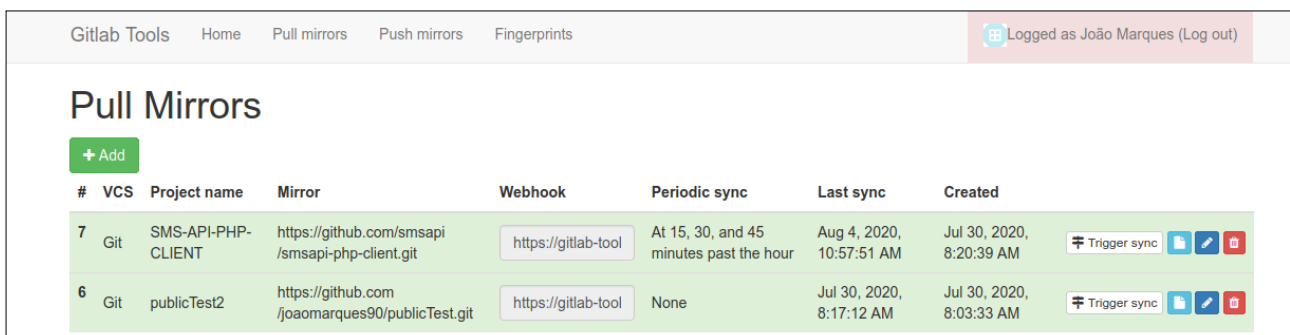 Gitlab Tools Home Pull mirrors Push mirrors Fingerprints Logged as João Marques (Log out)
Pull Mirrors
+ Add
# VCS Project name Mirror Webhook Periodic sync Last sync Created
7 Git SMS-API-PHP- https://github.com/smsapi https://gitlab-tool At 15, 30, and 45 Aug 4, 2020, Jul 30, 2020, Trigger sync
CLIENT /smsapi-php-client.git minutes past the hour 10:57:51 AM 8:20:39 AM
6 Git publicTest2 https://github.com https://gitlab-tool None Jul 30, 2020, Jul 30, 2020, Trigger sync
/joaomarques90/publicTest.git 8:17:12 AM 8:03:33 AM